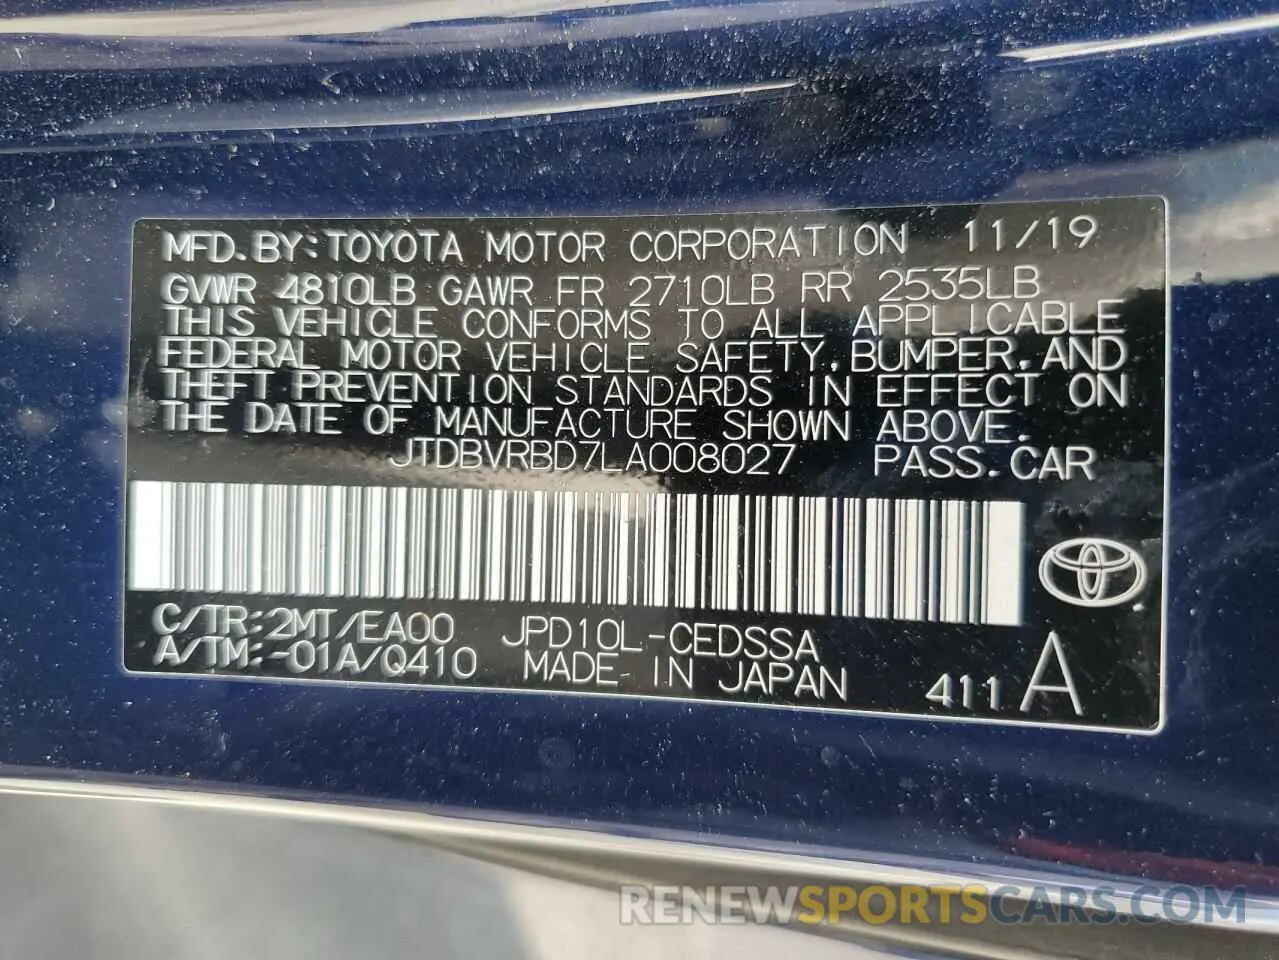 MFD.BY:TOYOTA MOTOR CORPORATION 11/19
GVWR 4810LB GAWR FR 2710LB RR 2535LB
THIS VEHICLE CONFORMS TO ALL APPLICABLE
FEDERAL MOTOR VEHICLE SAFETY,BUMPER,AND
THEFT PREVENTION STANDARDS IN EFFECT ON
THE DATE OF MANUFACTURE SHOWN ABOVE.
JTDBVRBD7LA008027 PASS.CAR
C/TR:2MT/EA00 JPD10L-CEDSSA
A/TM:-01A/Q410 MADE IN JAPAN 411 A
RENEWSPORTSCARS.COM